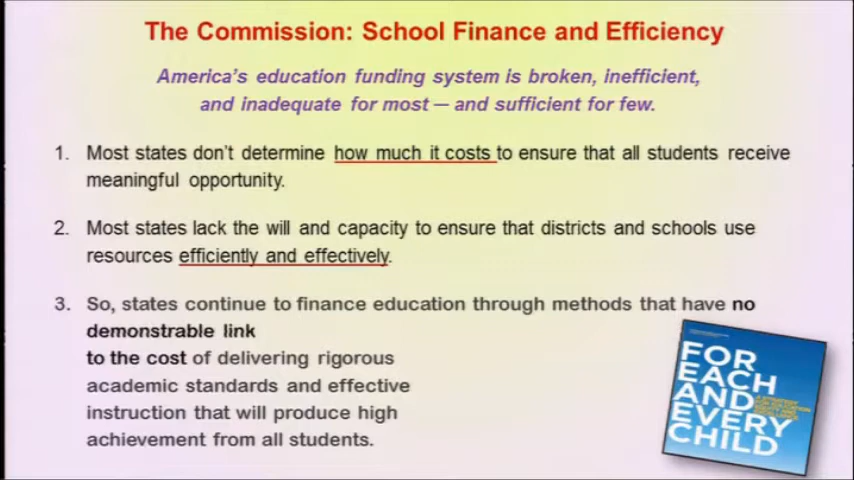 The Commission: School Finance and Efficiency
America's education funding system is broken, inefficient,
and inadequate for most — and sufficient for few.
1. Most states don't determine how much it costs to ensure that all students receive
meaningful opportunity.
2. Most states lack the will and capacity to ensure that districts and schools use
resources efficiently and effectively.
3. So, states continue to finance education through methods that have no
demonstrable link
to the cost of delivering rigorous
academic standards and effective
instruction that will produce high
achievement from all students.
FOR
EACH
AND
EVERY
CHILD